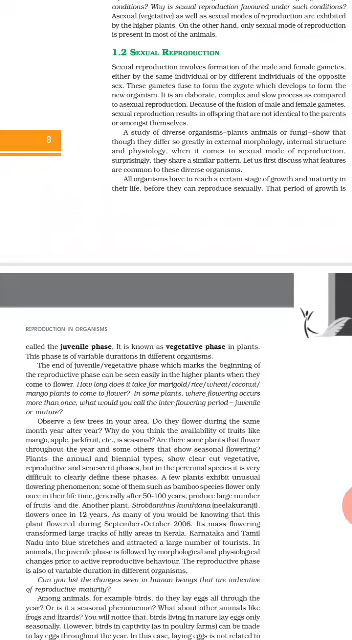 conditions? Why is sexual reproduction favoured under such conditions?
Asexual (vegetative) as well as sexual modes of reproduction are exhibited
by the higher plants. On the other hand, only sexual mode of reproduction
is present in most of the animals.
1.2 SEXUAL REPRODUCTION
Sexual reproduction involves formation of the male and female gametes,
either by the same individual or by different individuals of the opposite
sex. These gametes fuse to form the zygote which develops to form the
new organism. It is an elaborate, complex and slow process as compared
to asexual reproduction. Because of the fusion of male and female gametes,
sexual reproduction results in offspring that are not identical to the parents
or amongst themselves.
A study of diverse organisms–plants animals or fungi–show that
though they differ so greatly in external morphology, internal structure
and physiology, when it comes to sexual mode of reproduction,
surprisingly, they share a similar pattern. Let us first discuss what features
are common to these diverse organisms.
All organisms have to reach a certain stage of growth and maturity in
their life, before they can reproduce sexually. That period of growth is
8
REPRODUCTION IN ORGANISMS
called the juvenile phase. It is known as vegetative phase in plants.
This phase is of variable durations in different organisms.
The end of juvenile/vegetative phase which marks the beginning of
the reproductive phase can be seen easily in the higher plants when they
come to flower. How long does it take for marigold/rice/wheat/coconut/
mango plants to come to flower? In some plants, where flowering occurs
more than once, what would you call the inter-flowering period – juvenile
or mature?
Observe a few trees in your area. Do they flower during the same
month year after year? Why do you think the availability of fruits like
mango, apple, jackfruit, etc., is seasonal? Are there some plants that flower
throughout the year and some others that show seasonal flowering?
Plants–the annual and biennial types, show clear cut vegetative,
reproductive and senescent phases, but in the perennial species it is very
difficult to clearly define these phases. A few plants exhibit unusual
flowering phenomenon; some of them such as bamboo species flower only
once in their life time, generally after 50-100 years, produce large number
of fruits and die. Another plant, Strobilanthus kunthiana (neelakuranji),
flowers once in 12 years. As many of you would be knowing that this
plant flowered during September-October 2006. Its mass flowering
transformed large tracks of hilly areas in Kerala, Karnataka and Tamil
Nadu into blue stretches and attracted a large number of tourists. In
animals, the juvenile phase is followed by morphological and physiological
changes prior to active reproductive behaviour. The reproductive phase
is also of variable duration in different organisms.
Can you list the changes seen in human beings that are indicative
of reproductive maturity?
Among animals, for example birds, do they lay eggs all through the
year? Or is it a seasonal phenomenon? What about other animals like
frogs and lizards? You will notice that, birds living in nature lay eggs only
seasonally. However, birds in captivity (as in poultry farms) can be made
to lay eggs throughout the year. In this case, laying eggs is not related to